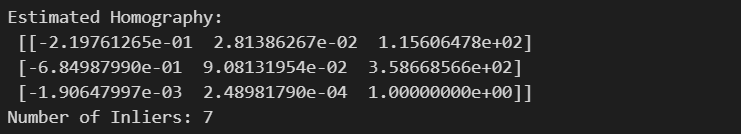 Estimated Homography:
[[-2.19761265e-01 2.81386267e-02 1.15606478e+02]
[-6.84987990e-01 9.08131954e-02 3.58668566e+02]
[-1.90647997e-03 2.48981790e-04 1.00000000e+00]]
Number of Inliers: 7